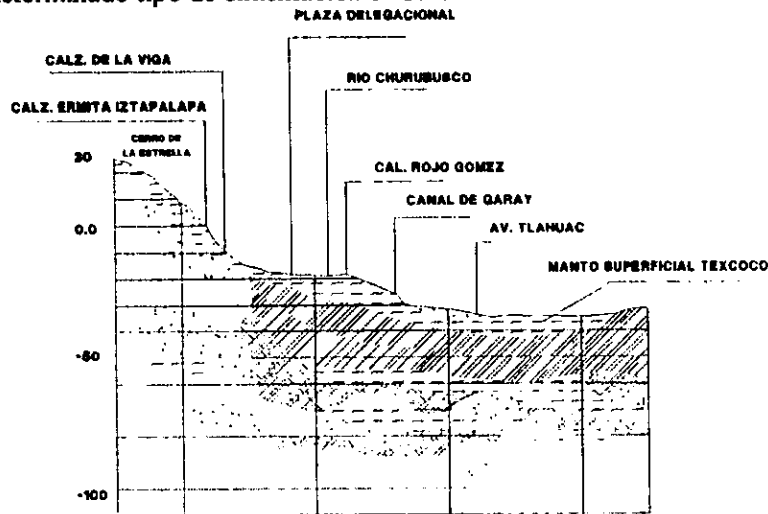 PLAZA DELEGACIONAL
CALZ. DE LA VIGA
RIO CHURUBUSCO
CALZ. ERMITA IZTAPALAPA
CERRO DE
LA ESTRELLA
20
CAL. ROJO GOMEZ
CANAL DE GARAY
0.0
AV. TLAHUAC
MANTO SUPERFICIAL TEXCOCO
-50
-100